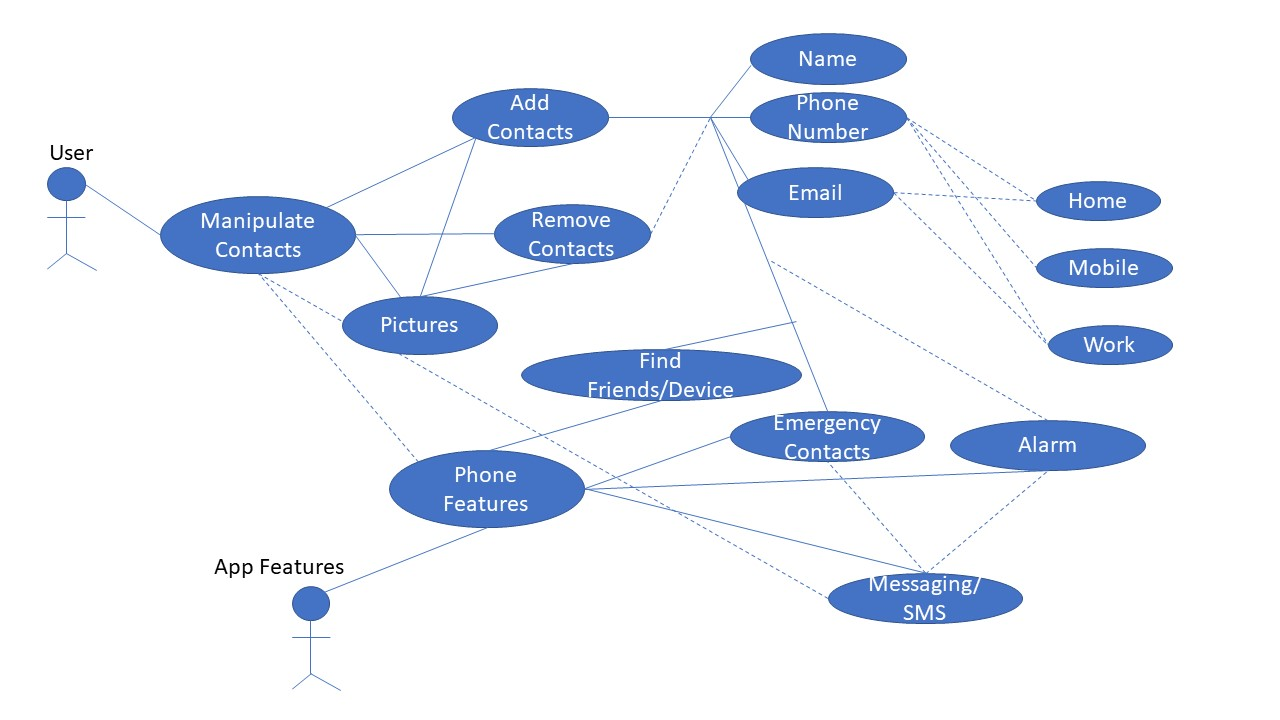 Name
Add
Contacts
Phone
Number
User
Email
Home
Manipulate
Contacts
Remove
Contacts
Mobile
Pictures
Work
Find
Friends/Device
Emergency
Contacts
Alarm
Phone
Features
App Features
Messaging/
SMS